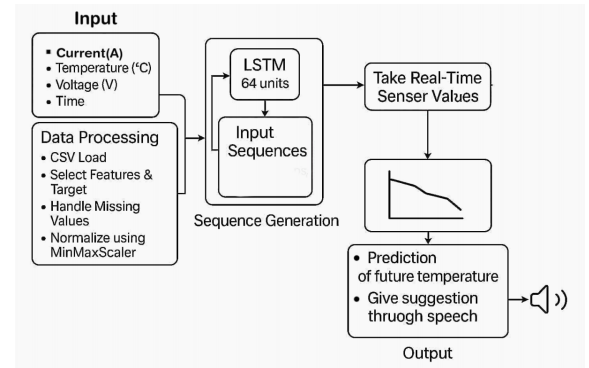 Input
▪ Current(A)
• Temperature (°C)
• Voltage (V)
• Time
Data Processing
• CSV Load
• Select Features &
Target
• Handle Missing
Values
• Normalize using
MinMaxScaler
LSTM
64 units
Input
Sequences
Sequence Generation
Take Real-Time
Senser Values
• Prediction
of future temperature
• Give suggestion
thruogh speech
Output